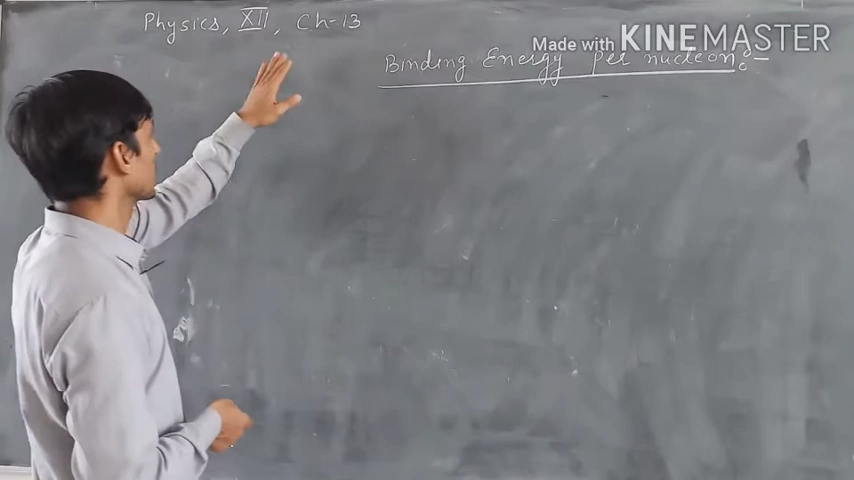 Physics, XII, Ch-13
Made with KINEMASTER
Binding Energy per nucleon:-